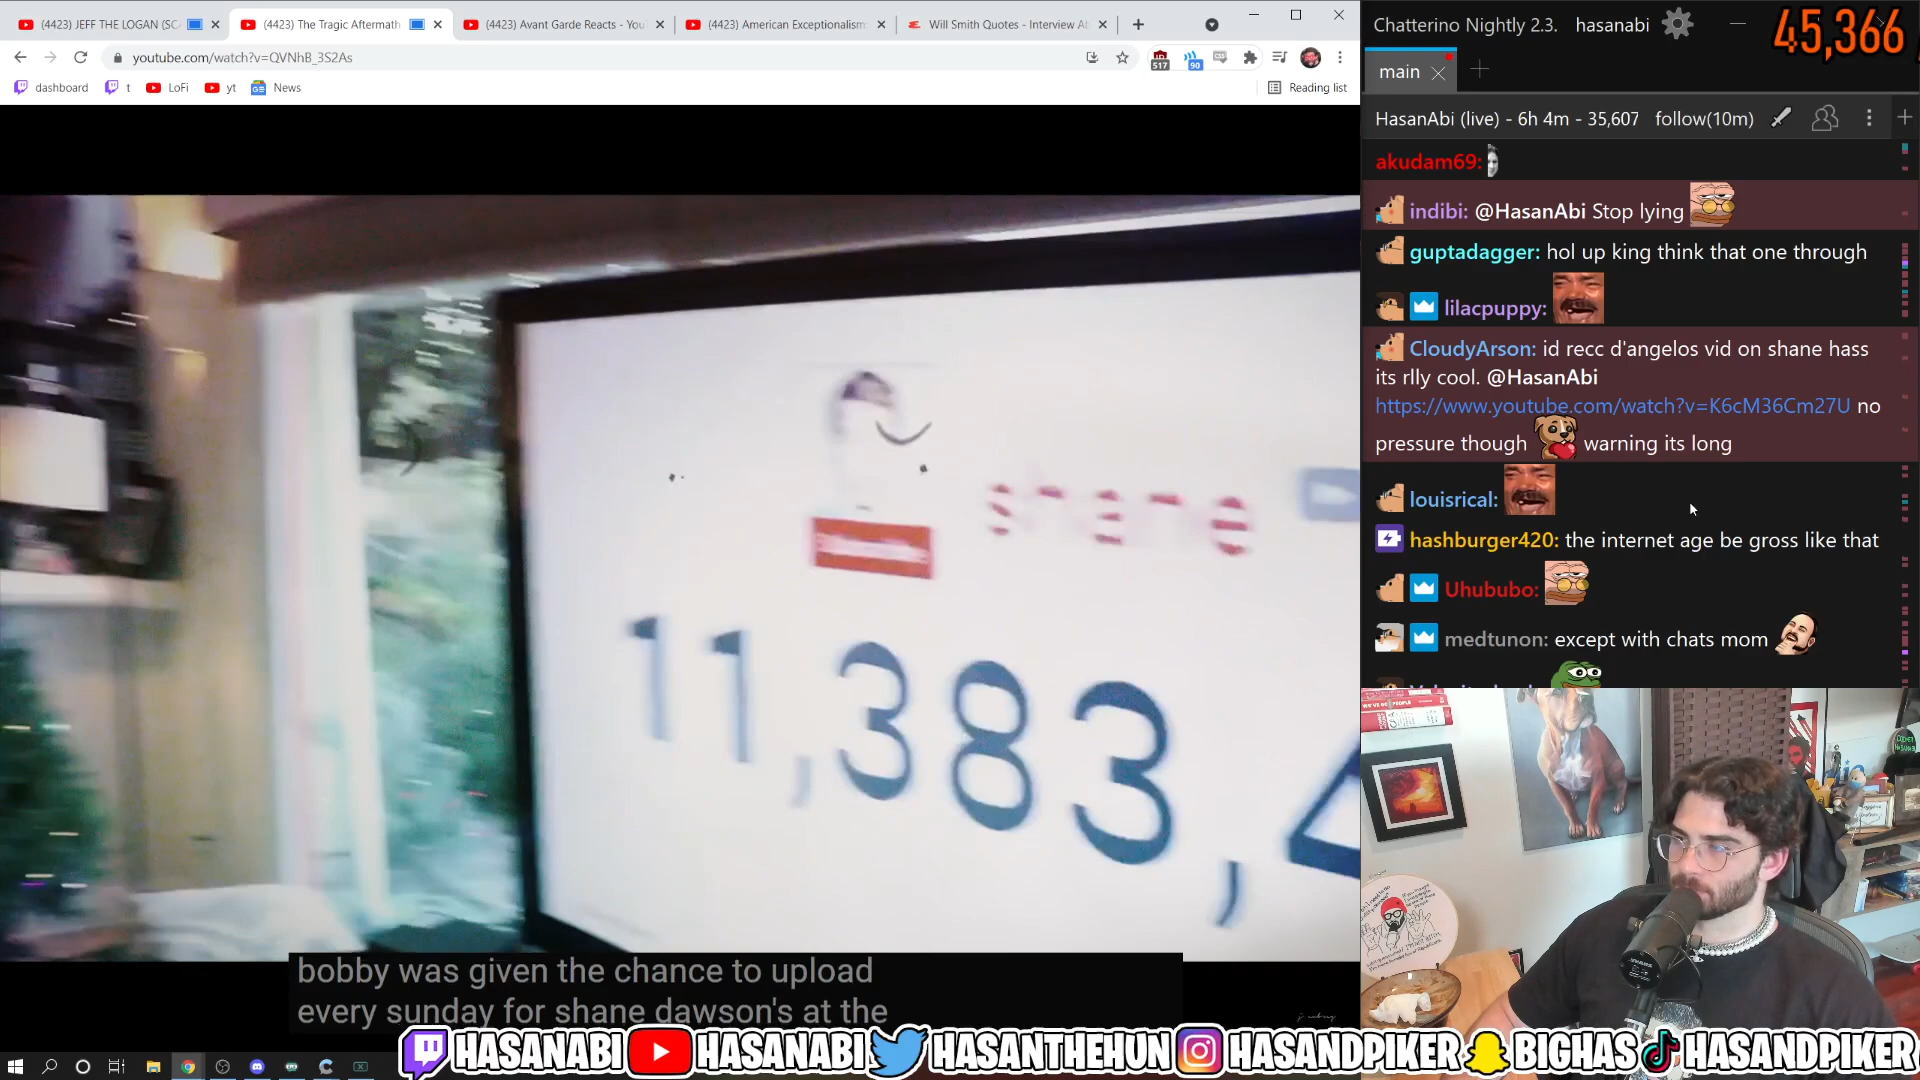 (4423) JEFF THE LOGAN (SC
(4423) The Tragic Aftermath
(4423) Avant Garde Reacts - You
(4423) American Exceptionalism
Will Smith Quotes - Interview A
youtube.com/watch?v=QVNhB_3S2As
517
90
dashboard
t
LoFi
yt
News
Reading list
shane
11,383,4
bobby was given the chance to upload
every sunday for shane dawson's at the
Chatterino Nightly 2.3.
hasanabi
45,366
main
HasanAbi (live) - 6h 4m - 35,607
follow(10m)
akudam69:
indibi: @HasanAbi Stop lying
guptadagger: hol up king think that one through
lilacpuppy:
CloudyArson: id recc d'angelos vid on shane hass
its rlly cool. @HasanAbi
https://www.youtube.com/watch?v=K6cM36Cm27U no
pressure though warning its long
louisrical:
hashburger420: the internet age be gross like that
Uhububo:
medtunon: except with chats mom
HASANABI HASANABI HASANTHEHUN HASANDPIKER BIGHAS HASANDPIKER